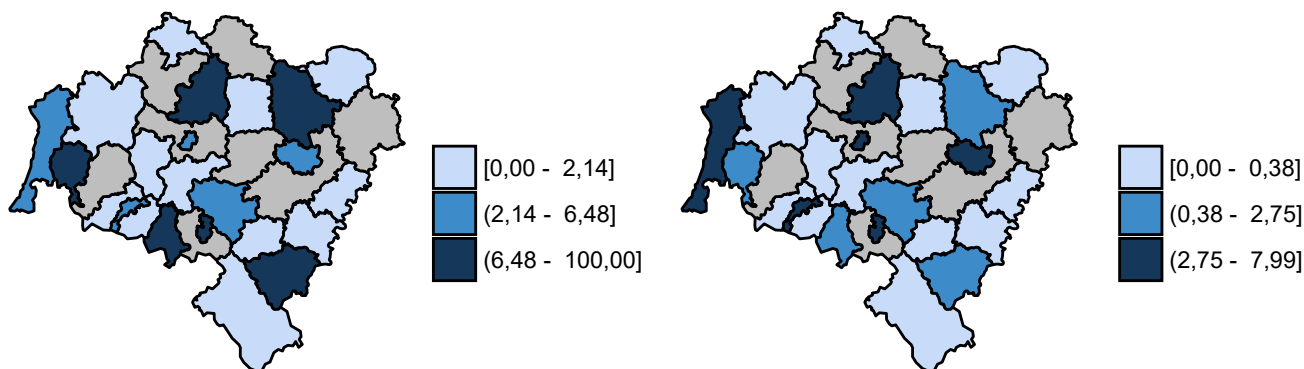 [0,00 - 2,14]
(2,14 - 6,48]
(6,48 - 100,00]
[0,00 - 0,38]
(0,38 - 2,75]
(2,75 - 7,99]